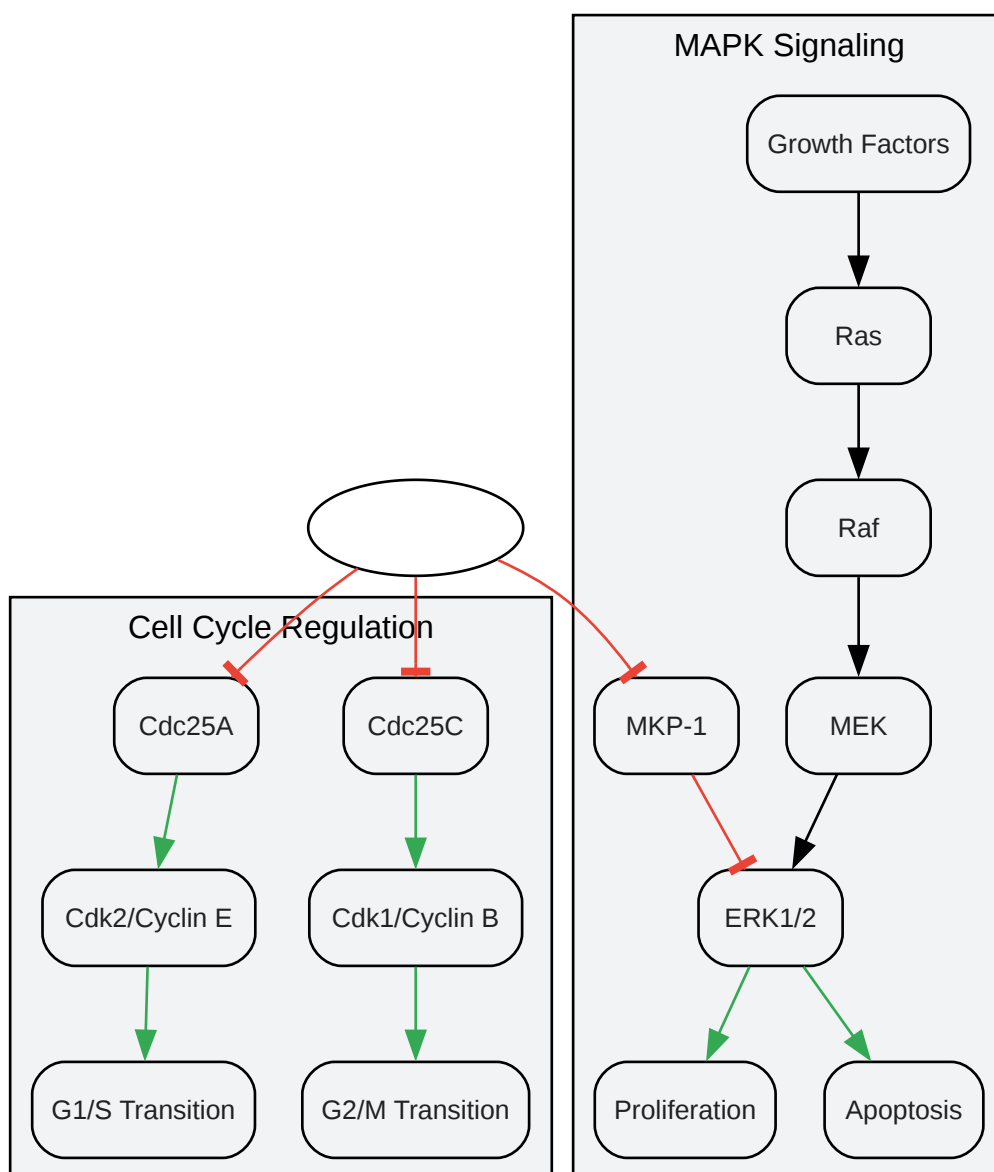 MAPK Signaling
Growth Factors
Ras
Raf
Cell Cycle Regulation
Cdc25A
Cdc25C
MKP-1
MEK
Cdk2/Cyclin E
Cdk1/Cyclin B
ERK1/2
G1/S Transition
G2/M Transition
Proliferation
Apoptosis